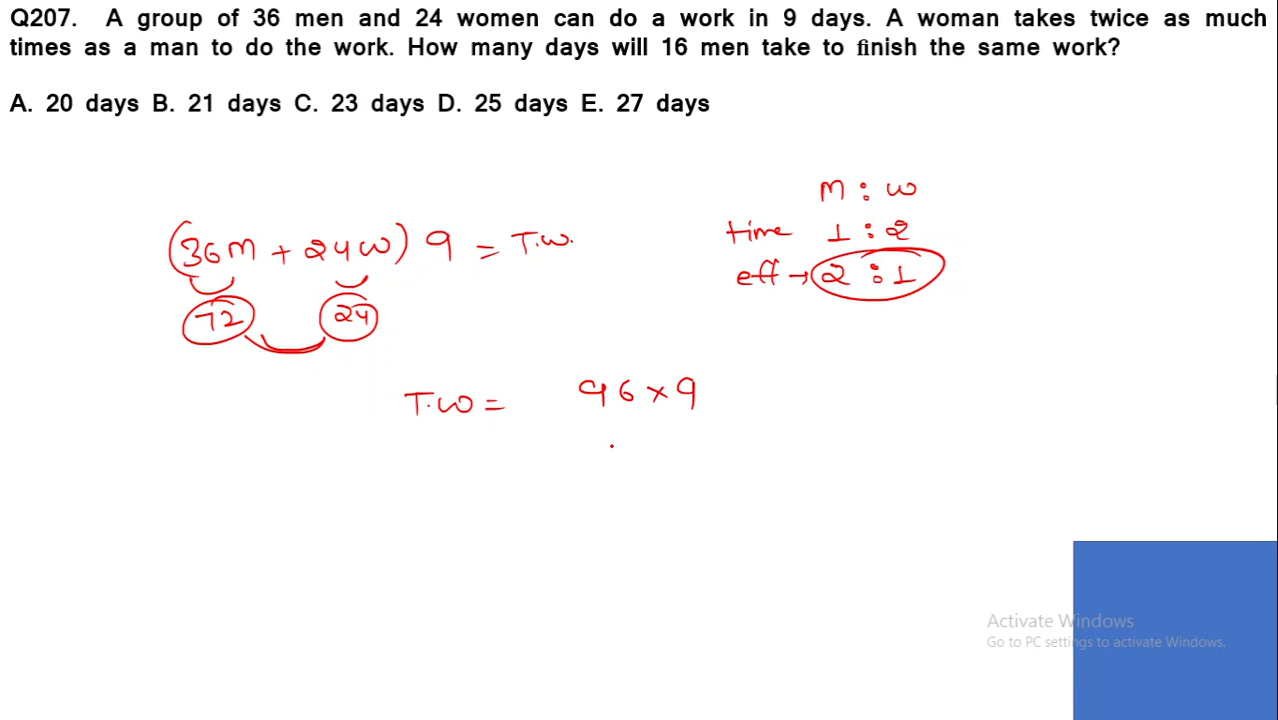 Q207. A group of 36 men and 24 women can do a work in 9 days. A woman takes twice as much
times as a man to do the work. How many days will 16 men take to finish the same work?
A. 20 days B. 21 days C. 23 days D. 25 days E. 27 days
m : w
time 1 : 2
eff → 2 : 1
(36m + 24w) 9 = T.W.
72 24
T.W = 96 × 9
Activate Windows
Go to PC settings to activate Windows.